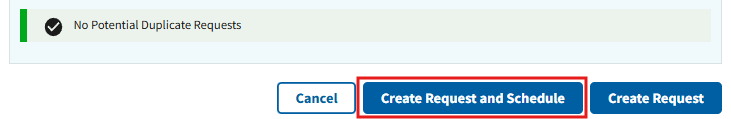 No Potential Duplicate Requests
Cancel
Create Request and Schedule
Create Request